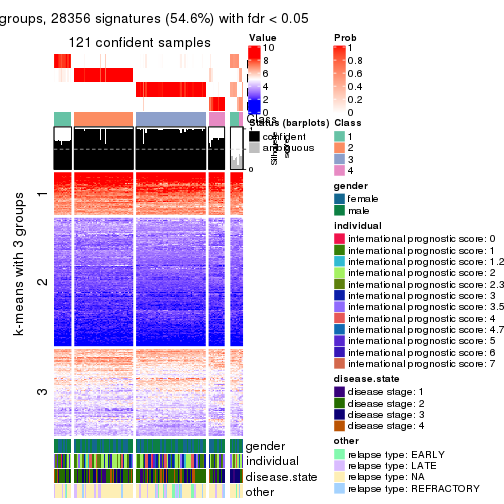 groups, 28356 signatures (54.6%) with fdr < 0.05
121 confident samples
k-means with 3 groups
1
2
3
Class
1
0
Silhouette
score
gender
individual
disease.state
other
Value
10
8
6
4
2
0
Status (barplots)
confident
ambiguous
Prob
1
0.8
0.6
0.4
0.2
0
Class
1
2
3
4
gender
female
male
individual
international prognostic score: 0
international prognostic score: 1
international prognostic score: 1.2
international prognostic score: 2
international prognostic score: 2.3
international prognostic score: 3
international prognostic score: 3.5
international prognostic score: 4
international prognostic score: 4.7
international prognostic score: 5
international prognostic score: 6
international prognostic score: 7
disease.state
disease stage: 1
disease stage: 2
disease stage: 3
disease stage: 4
other
relapse type: EARLY
relapse type: LATE
relapse type: NA
relapse type: REFRACTORY